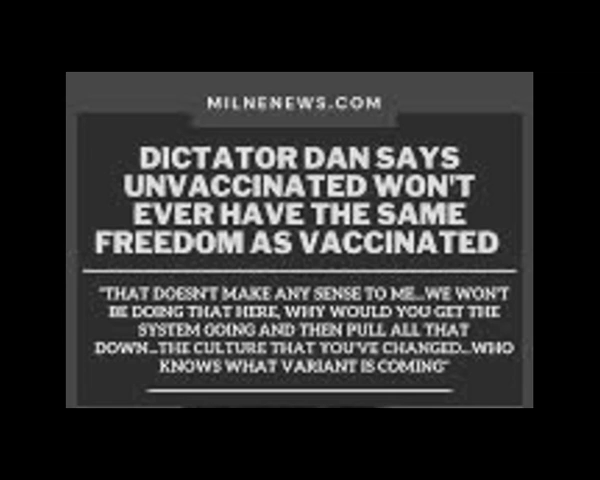 MILNENEWS.COM
DICTATOR DAN SAYS
UNVACCINATED WON'T
EVER HAVE THE SAME
FREEDOM AS VACCINATED
"THAT DOESN'T MAKE ANY SENSE TO ME...WE WON'T
BE DOING THAT HERE, WHY WOULD YOU GET THE
SYSTEM GOING AND THEN PULL ALL THAT
DOWN...THE CULTURE THAT YOU'VE CHANGED...WHO
KNOWS WHAT VARIANT IS COMING"